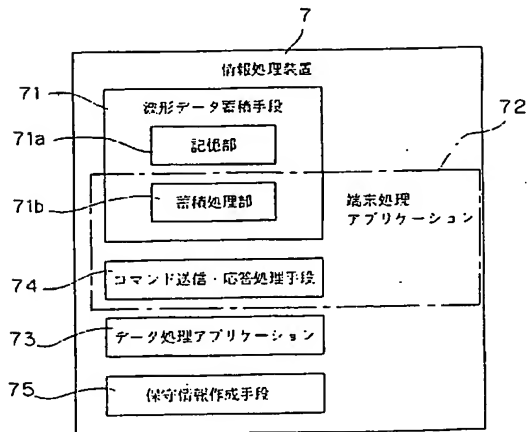 7
情報処理装置
71
波形データ蓄積手段
72
71a
記憶部
71b
蓄積処理部
端末処理
アプリケーション
74
コマンド送信・応答処理手段
73
データ処理アプリケーション
75
保守情報作成手段